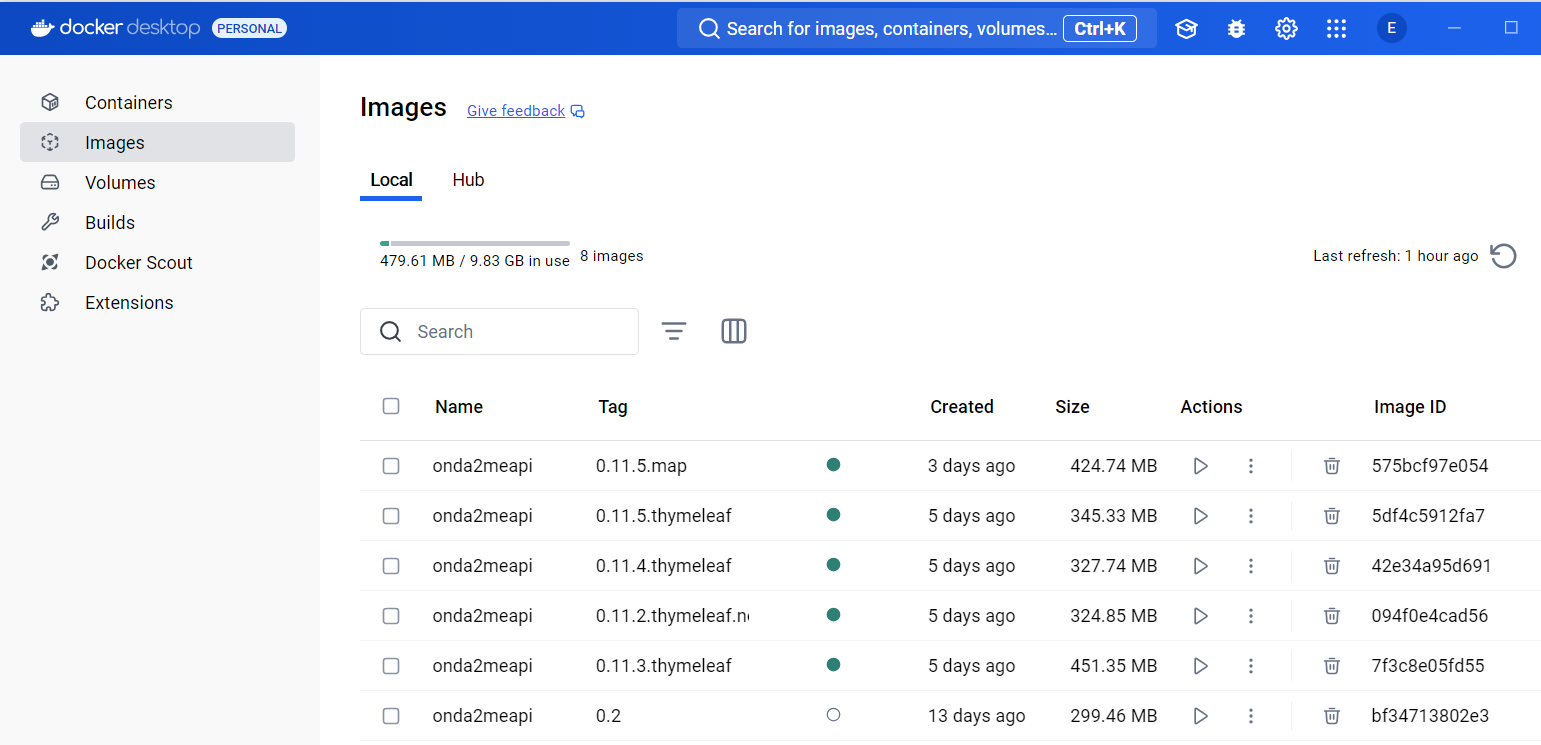 docker desktop PERSONAL
Search for images, containers, volumes... Ctrl+K
E
Containers
Images
Volumes
Builds
Docker Scout
Extensions
Images Give feedback
Local Hub
479.61 MB / 9.83 GB in use 8 images
Last refresh: 1 hour ago
Search
Name Tag Created Size Actions Image ID
onda2meapi 0.11.5.map 3 days ago 424.74 MB 575bcf97e054
onda2meapi 0.11.5.thymeleaf 5 days ago 345.33 MB 5df4c5912fa7
onda2meapi 0.11.4.thymeleaf 5 days ago 327.74 MB 42e34a95d691
onda2meapi 0.11.2.thymeleaf.n 5 days ago 324.85 MB 094f0e4cad56
onda2meapi 0.11.3.thymeleaf 5 days ago 451.35 MB 7f3c8e05fd55
onda2meapi 0.2 13 days ago 299.46 MB bf34713802e3